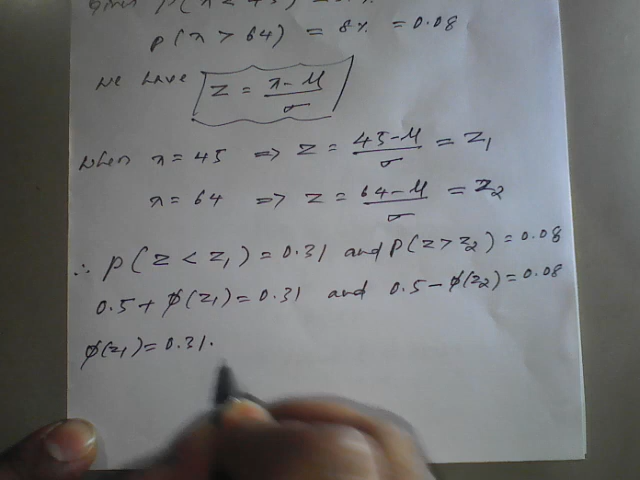 P(x > 64) = 8% = 0.08
we have z = x-μ/σ
when x = 45 => z = 45-μ/σ = z₁
x = 64 => z = 64-μ/σ = z₂
∴ P(z < z₁) = 0.31 and P(z > z₂) = 0.08
0.5 + φ(z₁) = 0.31 and 0.5 - φ(z₂) = 0.08
φ(z₁) = 0.31.